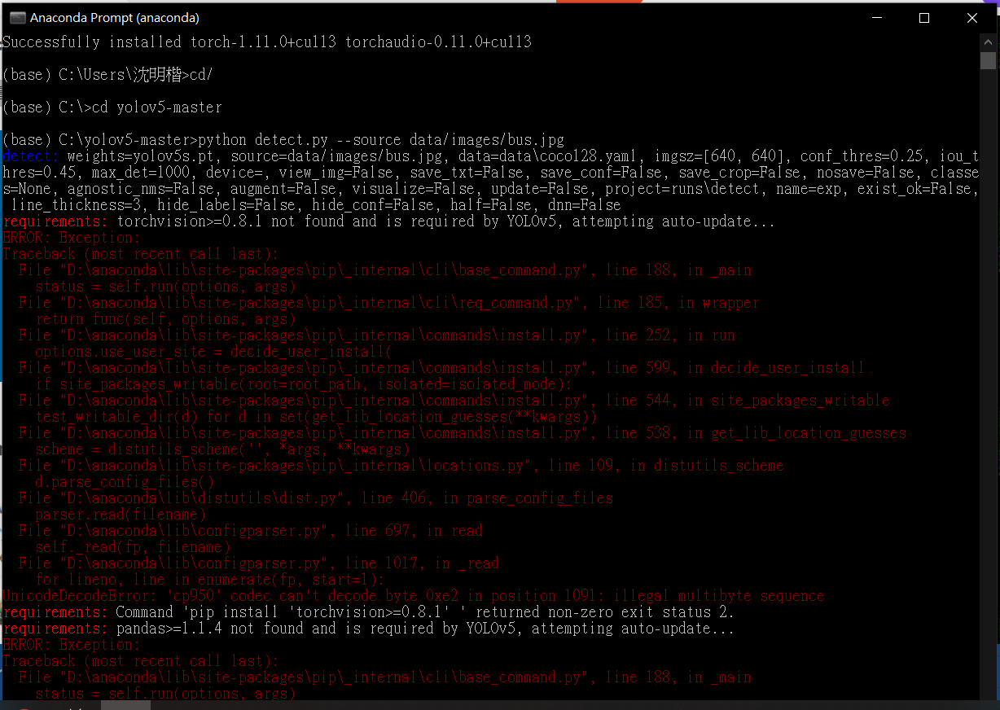 Anaconda Prompt (anaconda)
Successfully installed torch-1.11.0+cu113 torchaudio-0.11.0+cu113
(base) C:\Users\沈明楷>cd/
(base) C:\>cd yolov5-master
(base) C:\yolov5-master>python detect.py --source data/images/bus.jpg
detect: weights=yolov5s.pt, source=data/images/bus.jpg, data=data\coco128.yaml, imgsz=[640, 640], conf_thres=0.25, iou_t
hres=0.45, max_det=1000, device=, view_img=False, save_txt=False, save_conf=False, save_crop=False, nosave=False, classe
s=None, agnostic_nms=False, augment=False, visualize=False, update=False, project=runs\detect, name=exp, exist_ok=False,
 line_thickness=3, hide_labels=False, hide_conf=False, half=False, dnn=False
requirements: torchvision>=0.8.1 not found and is required by YOLOv5, attempting auto-update...
ERROR: Exception:
Traceback (most recent call last):
  File "D:\anaconda\lib\site-packages\pip\_internal\cli\base_command.py", line 188, in _main
    status = self.run(options, args)
  File "D:\anaconda\lib\site-packages\pip\_internal\cli\req_command.py", line 185, in wrapper
    return func(self, options, args)
  File "D:\anaconda\lib\site-packages\pip\_internal\commands\install.py", line 252, in run
    options.use_user_site = decide_user_install(
  File "D:\anaconda\lib\site-packages\pip\_internal\commands\install.py", line 599, in decide_user_install
    if site_packages_writable(root=root_path, isolated=isolated_mode):
  File "D:\anaconda\lib\site-packages\pip\_internal\commands\install.py", line 544, in site_packages_writable
    test_writable_dir(d) for d in set(get_lib_location_guesses(**kwargs))
  File "D:\anaconda\lib\site-packages\pip\_internal\commands\install.py", line 538, in get_lib_location_guesses
    scheme = distutils_scheme('', *args, **kwargs)
  File "D:\anaconda\lib\site-packages\pip\_internal\locations.py", line 109, in distutils_scheme
    d.parse_config_files()
  File "D:\anaconda\lib\distutils\dist.py", line 406, in parse_config_files
    parser.read(filename)
  File "D:\anaconda\lib\configparser.py", line 697, in read
    self._read(fp, filename)
  File "D:\anaconda\lib\configparser.py", line 1017, in _read
    for lineno, line in enumerate(fp, start=1):
UnicodeDecodeError: 'cp950' codec can't decode byte 0xe2 in position 1091: illegal multibyte sequence
requirements: Command 'pip install 'torchvision>=0.8.1' ' returned non-zero exit status 2.
requirements: pandas>=1.1.4 not found and is required by YOLOv5, attempting auto-update...
ERROR: Exception:
Traceback (most recent call last):
  File "D:\anaconda\lib\site-packages\pip\_internal\cli\base_command.py", line 188, in _main
    status = self.run(options, args)